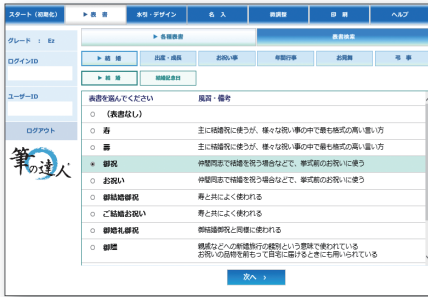 スタート（初期化）
▶ 表 書
水引・デザイン
名 入
微調整
印 刷
ヘルプ
グレード : Ez
▶ 各種表書
表書検索
ログインID
▶ 結 婚
出産・成長
お祝い事
年間行事
お見舞
弔 事
▶ 結 婚
結婚記念日
ユーザーID
表書を選んでください
風習・備考
（表書なし）
ログアウト
寿
主に結婚祝に使うが、様々な祝い事の中で最も格式の高い言い方
壽
主に結婚祝に使うが、様々な祝い事の中で最も格式の高い言い方
筆の達人
御祝
仲間同志で結婚を祝う場合などで、挙式前のお祝いに使う
お祝い
仲間同志で結婚を祝う場合などで、挙式前のお祝いに使う
御結婚御祝
寿と共によく使われる
ご結婚お祝い
寿と共によく使われる
御婚礼御祝
御結婚御祝と同様に使われる
御贐
親戚などへの新婚旅行の餞別という意味で使われている
お祝いの品物を前もって自宅に届けるときにも用いられている
次へ ›